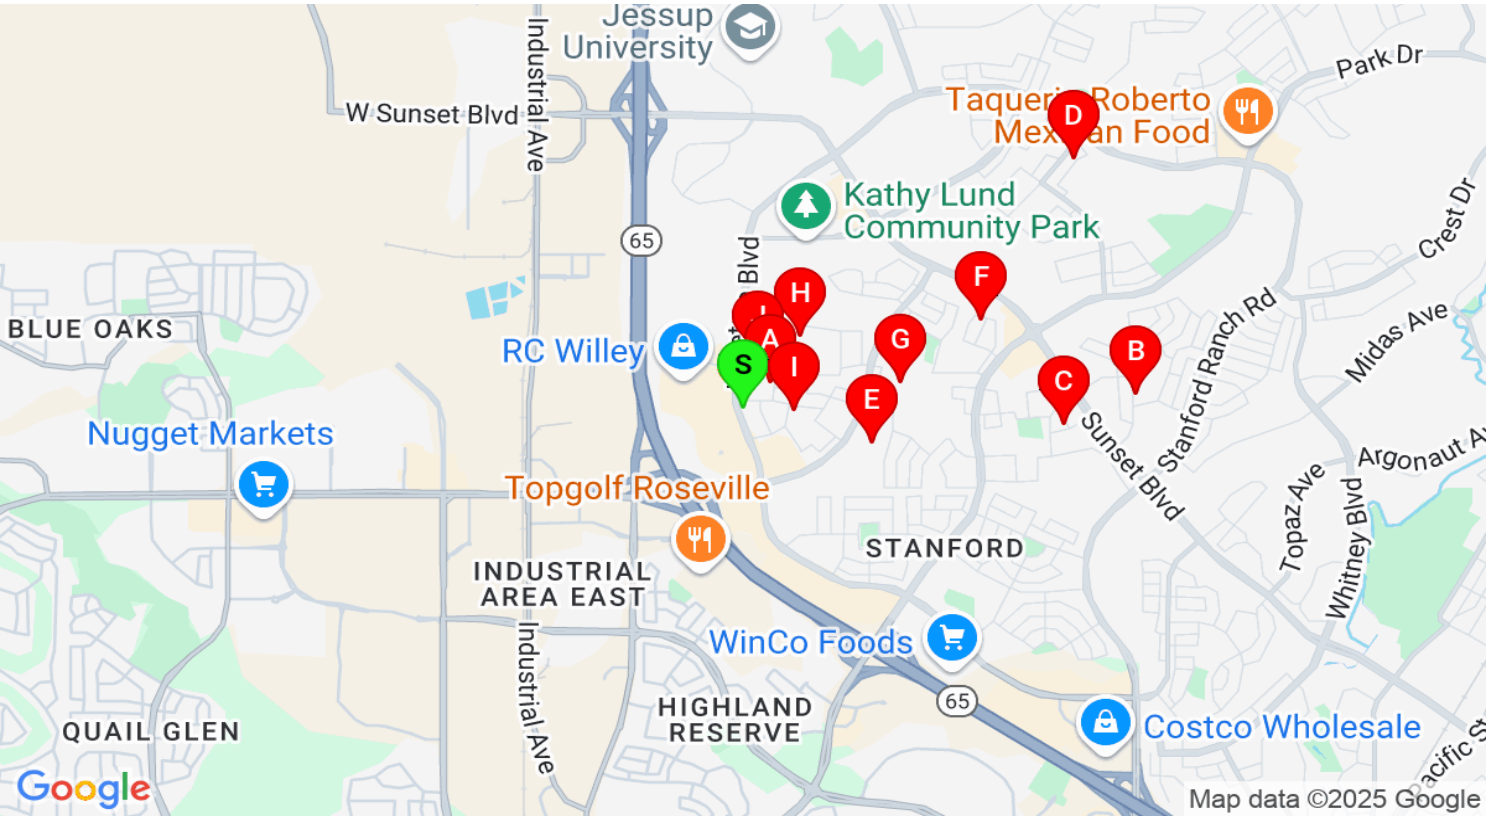 Jessup
University
Industrial Ave
W Sunset Blvd
Park Dr
Taqueria Roberto
Mexican Food
D
Kathy Lund
Community Park
Crest Dr
65
Blvd
BLUE OAKS
RC Willey
H
J
A
S
I
G
E
F
C
B
Stanford Ranch Rd
Midas Ave
Nugget Markets
Sunset Blvd
Argonaut Av
Topaz Ave
Whitney Blvd
Topgolf Roseville
STANFORD
INDUSTRIAL
AREA EAST
Industrial Ave
WinCo Foods
HIGHLAND
RESERVE
65
QUAIL GLEN
Costco Wholesale
Pacific St
Google
Map data ©2025 Google